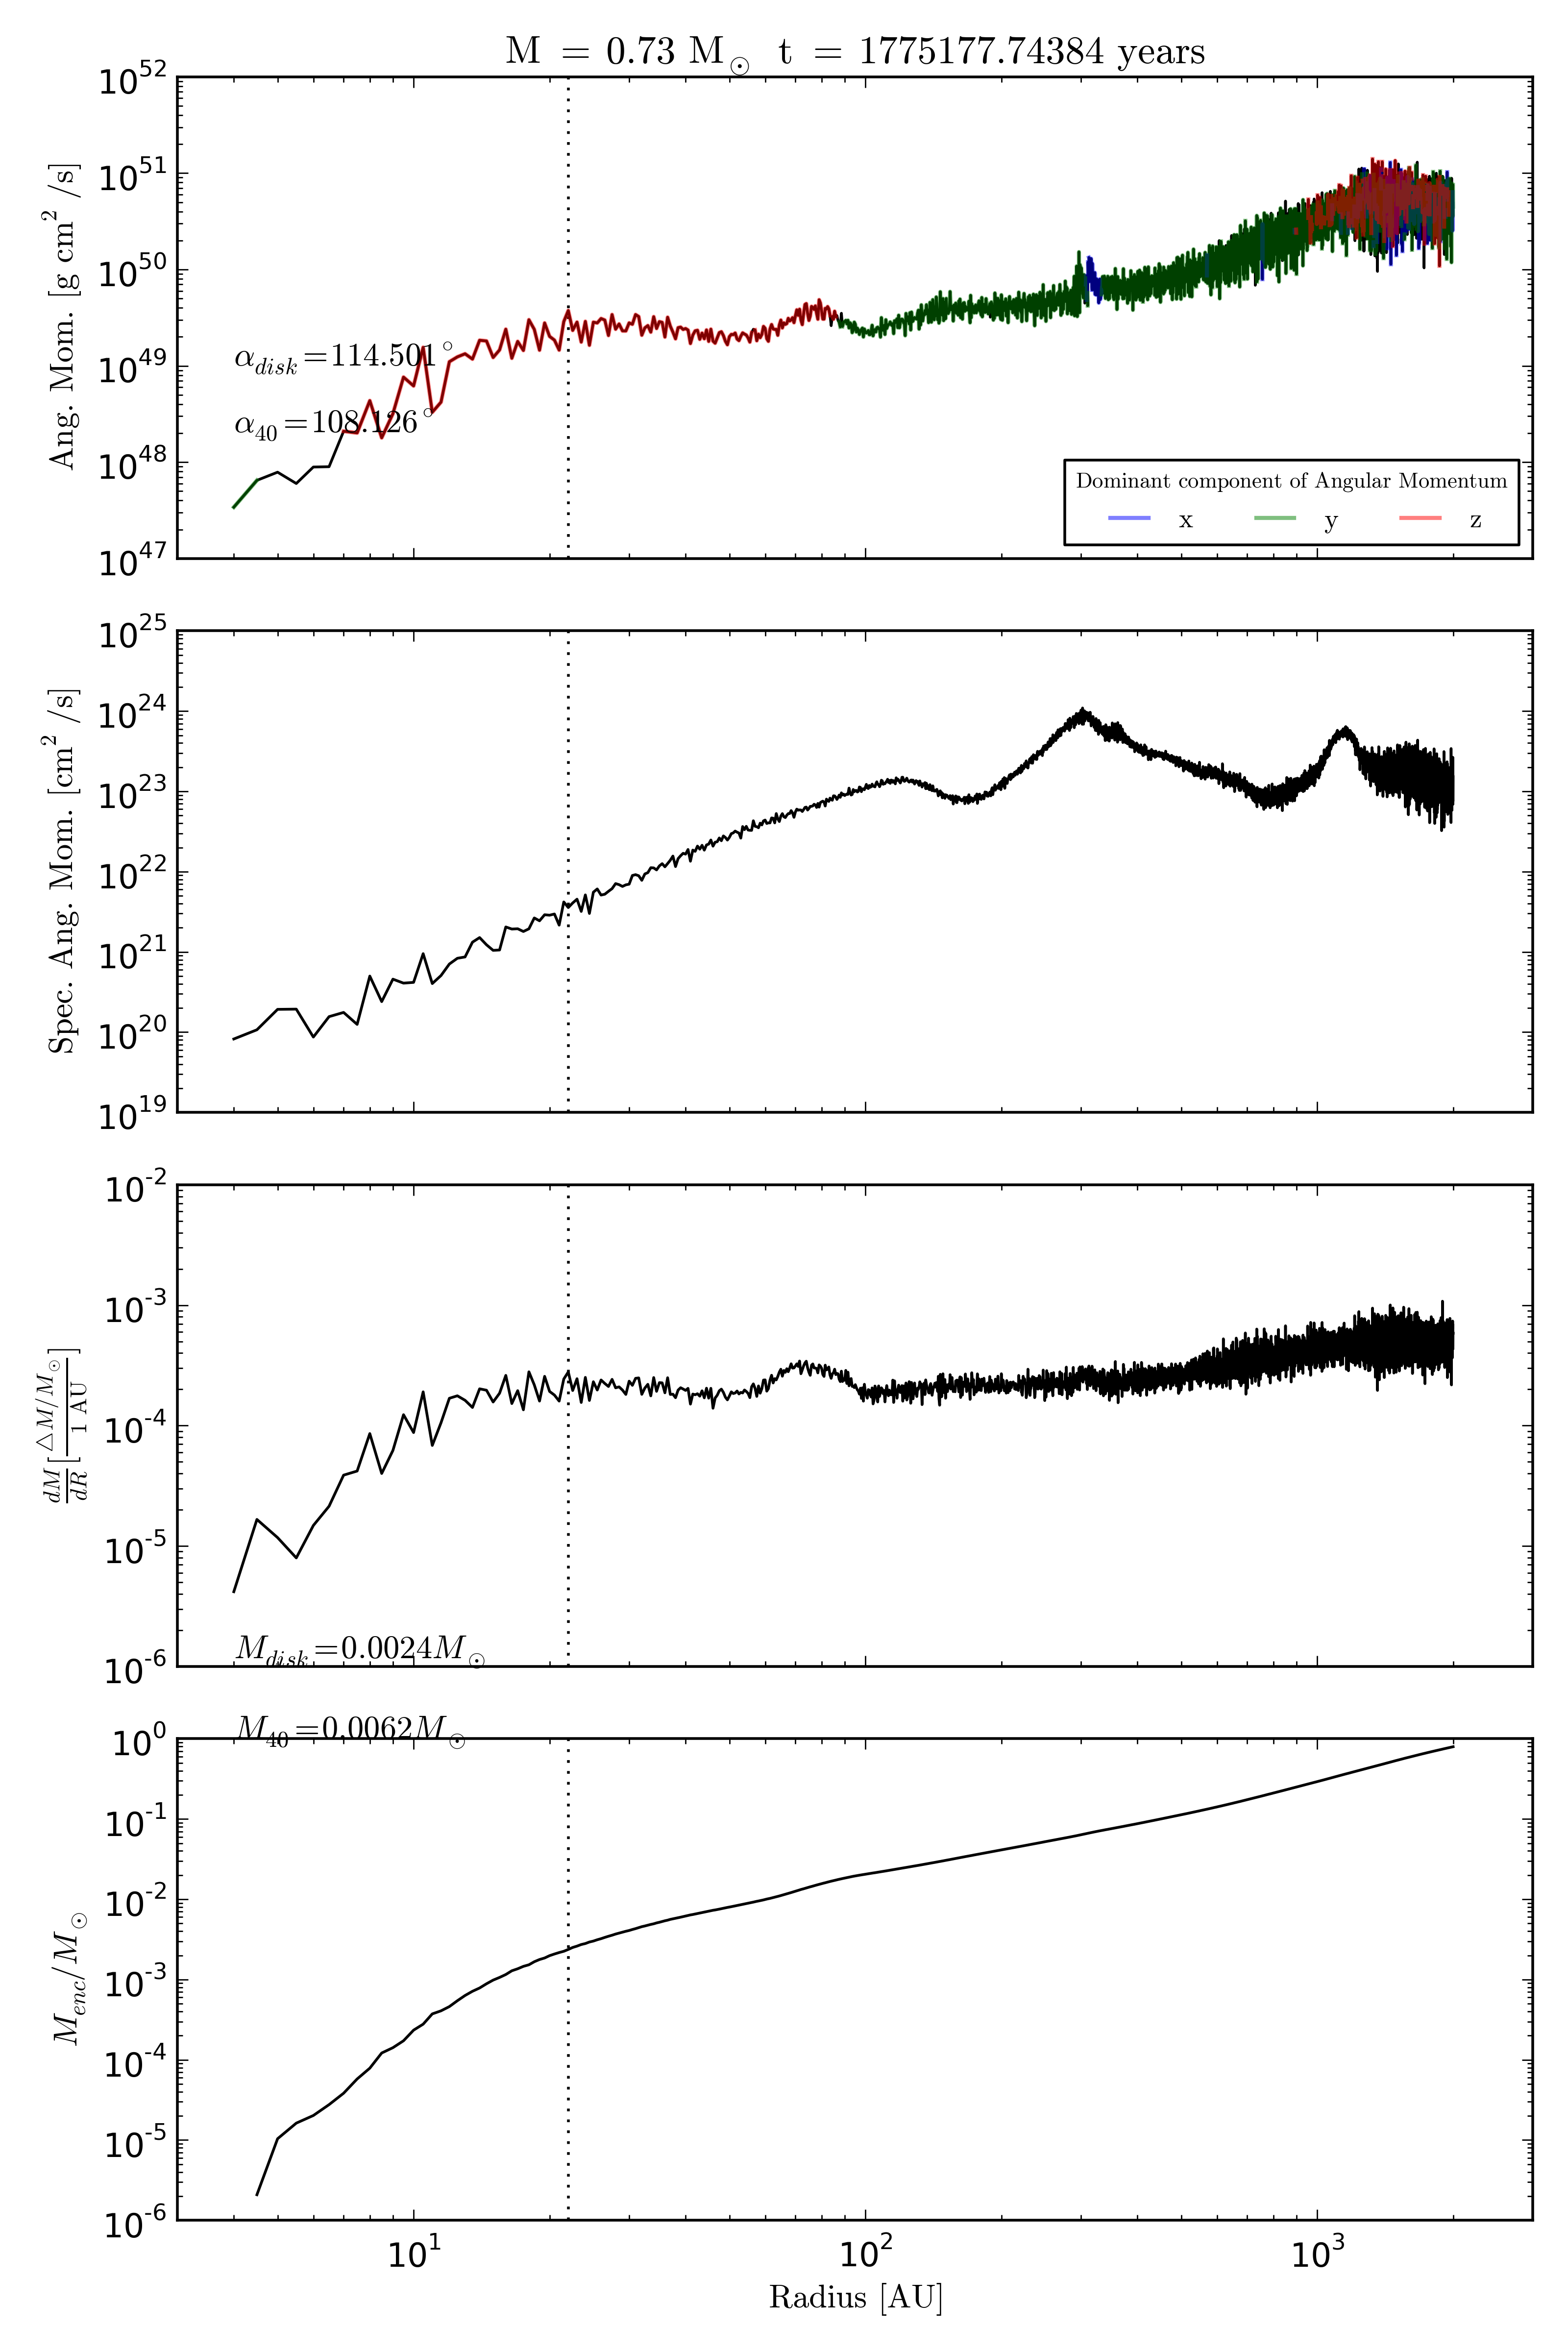 M = 0.73 M⊙ t = 1775177.74384 years
10^52
10^51
10^50
10^49
10^48
10^47
Ang. Mom. [g cm^2 /s]
α_disk=114.501°
α_40=108.126°
Dominant component of Angular Momentum
x y z
10^25
10^24
10^23
10^22
10^21
10^20
10^19
Spec. Ang. Mom. [cm^2 /s]
10^-2
10^-3
10^-4
10^-5
10^-6
dM/dR [△M/M⊙ / 1 AU]
M_disk=0.0024M⊙
M_40=0.0062M⊙
10^0
10^-1
10^-2
10^-3
10^-4
10^-5
10^-6
M_enc/M⊙
10^1 10^2 10^3
Radius [AU]